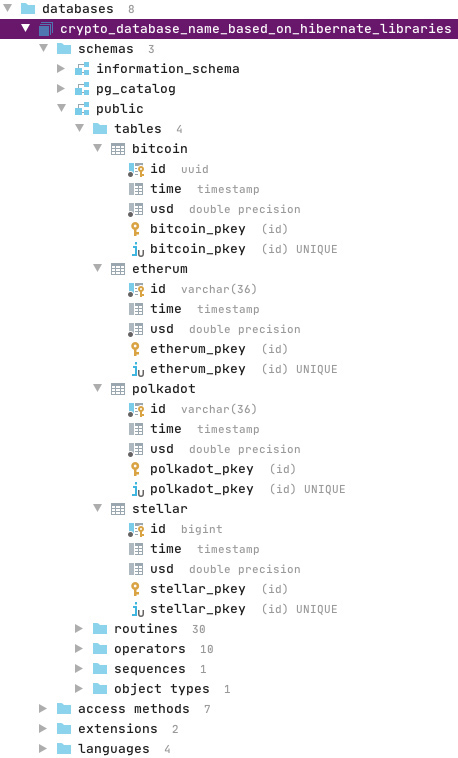 databases 8
crypto_database_name_based_on_hibernate_libraries
schemas 3
information_schema
pg_catalog
public
tables 4
bitcoin
id uuid
time timestamp
usd double precision
bitcoin_pkey (id)
bitcoin_pkey (id) UNIQUE
etherum
id varchar(36)
time timestamp
usd double precision
etherum_pkey (id)
etherum_pkey (id) UNIQUE
polkadot
id varchar(36)
time timestamp
usd double precision
polkadot_pkey (id)
polkadot_pkey (id) UNIQUE
stellar
id bigint
time timestamp
usd double precision
stellar_pkey (id)
stellar_pkey (id) UNIQUE
routines 30
operators 10
sequences 1
object types 1
access methods 7
extensions 2
languages 4